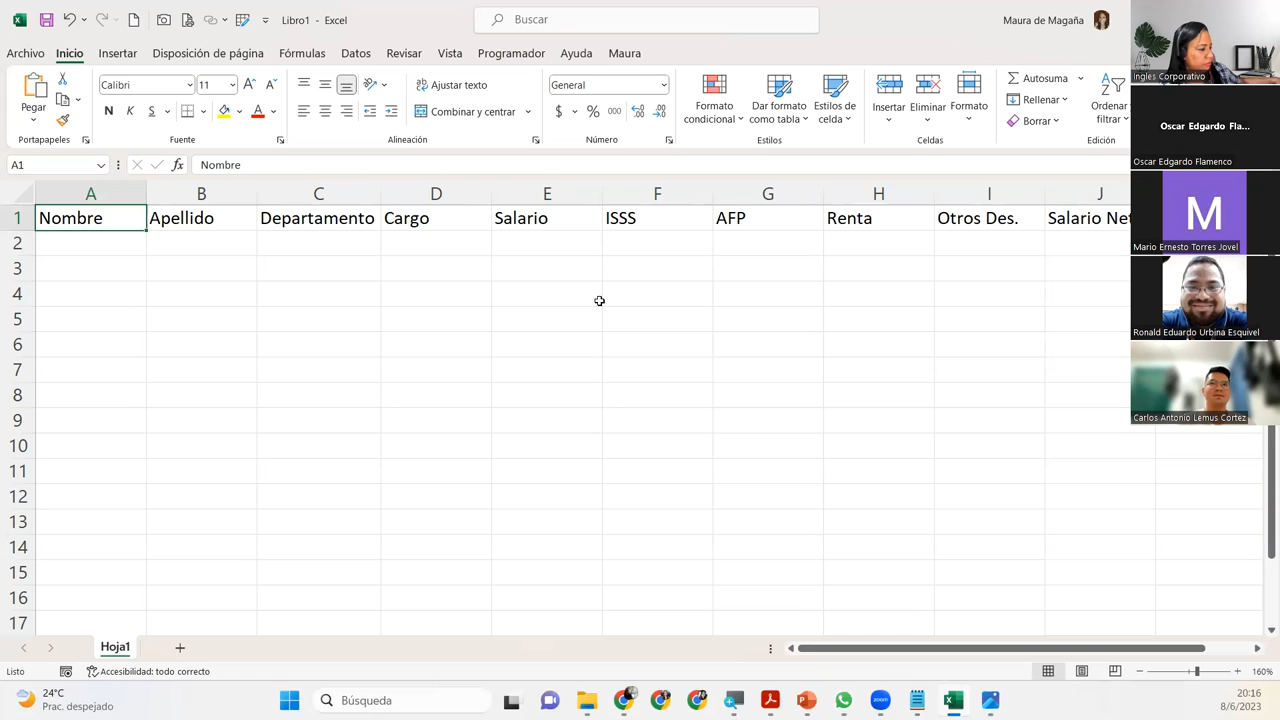 Libro1 - Excel
Buscar
Maura de Magaña
Archivo Inicio Insertar Disposición de página Fórmulas Datos Revisar Vista Programador Ayuda Maura
Pegar
Calibri 11
N K S
Ajustar texto
Combinar y centrar
General
$ % 000
Formato condicional
Dar formato como tabla
Estilos de celda
Insertar
Eliminar
Formato
Autosuma
Rellenar
Borrar
Ordenar
filtrar
Portapapeles Fuente Alineación Número Estilos Celdas Edición
A1
fx Nombre
A B C D E F G H I J
1 Nombre Apellido Departamento Cargo Salario ISSS AFP Renta Otros Des. Salario Net
2
3
4
5
6
7
8
9
10
11
12
13
14
15
16
17
Ingles Corporativo
Oscar Edgardo Fla...
Oscar Edgardo Flamenco
M
Mario Ernesto Torres Jovel
Ronald Eduardo Urbina Esquivel
Carlos Antonio Lemus Cortez
Hoja1
Listo
Accesibilidad: todo correcto
160%
24°C
Prac. despejado
Búsqueda
zoom
20:16
8/6/2023